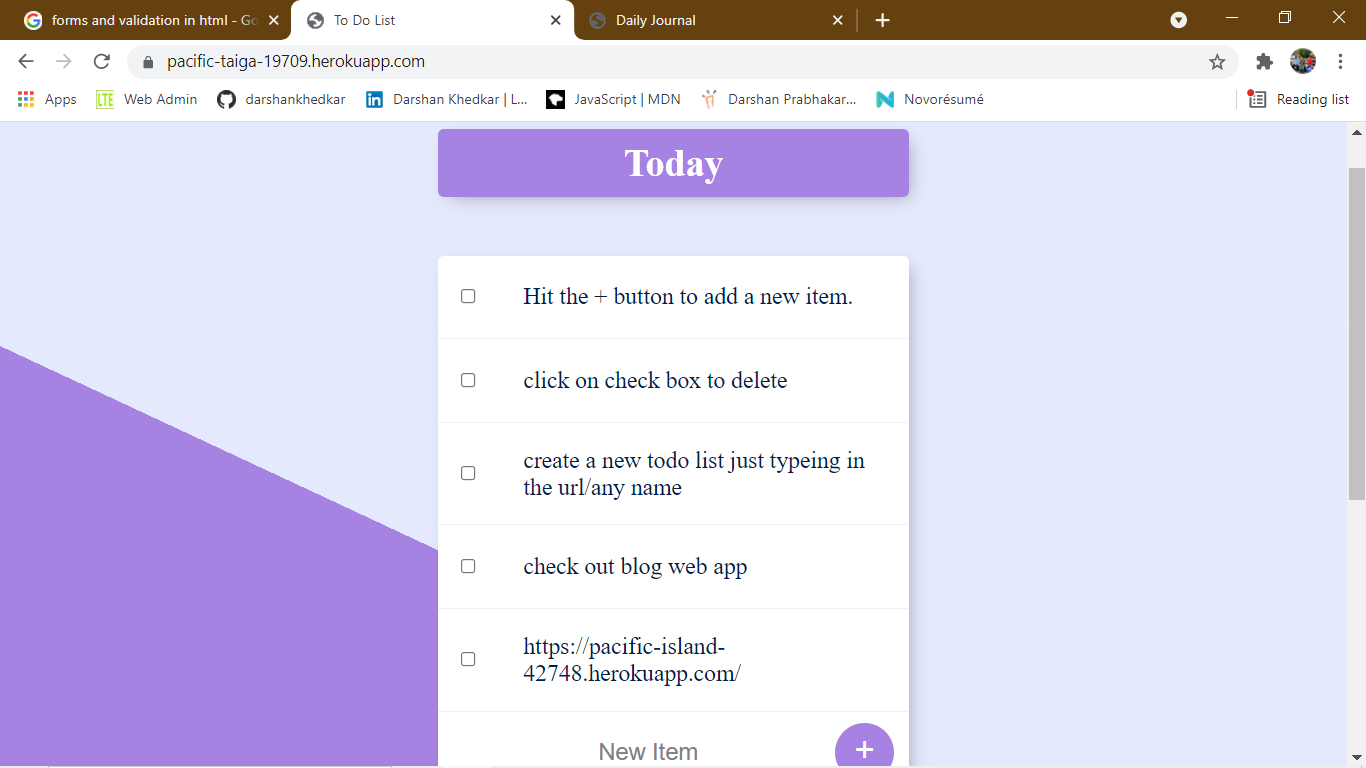 forms and validation in html - Go
To Do List
Daily Journal
pacific-taiga-19709.herokuapp.com
Apps
LTE Web Admin
darshankhedkar
in Darshan Khedkar | L...
JavaScript | MDN
Darshan Prabhakar...
Novorésumé
Reading list
Today
Hit the + button to add a new item.
click on check box to delete
create a new todo list just typeing in
the url/any name
check out blog web app
https://pacific-island-
42748.herokuapp.com/
New Item
+